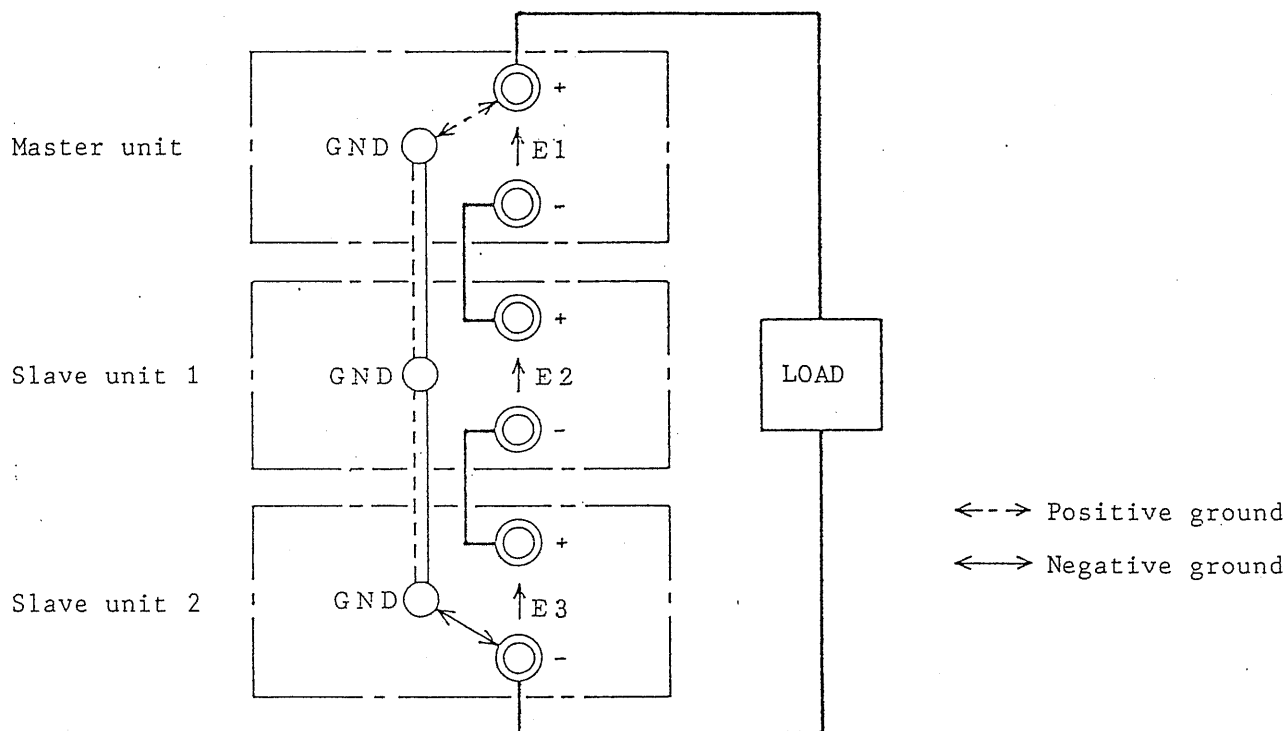 +
Master unit
GND
E1
-
+
Slave unit 1
GND
E2
LOAD
-
Positive ground
+
Negative ground
Slave unit 2
GND
E3
-